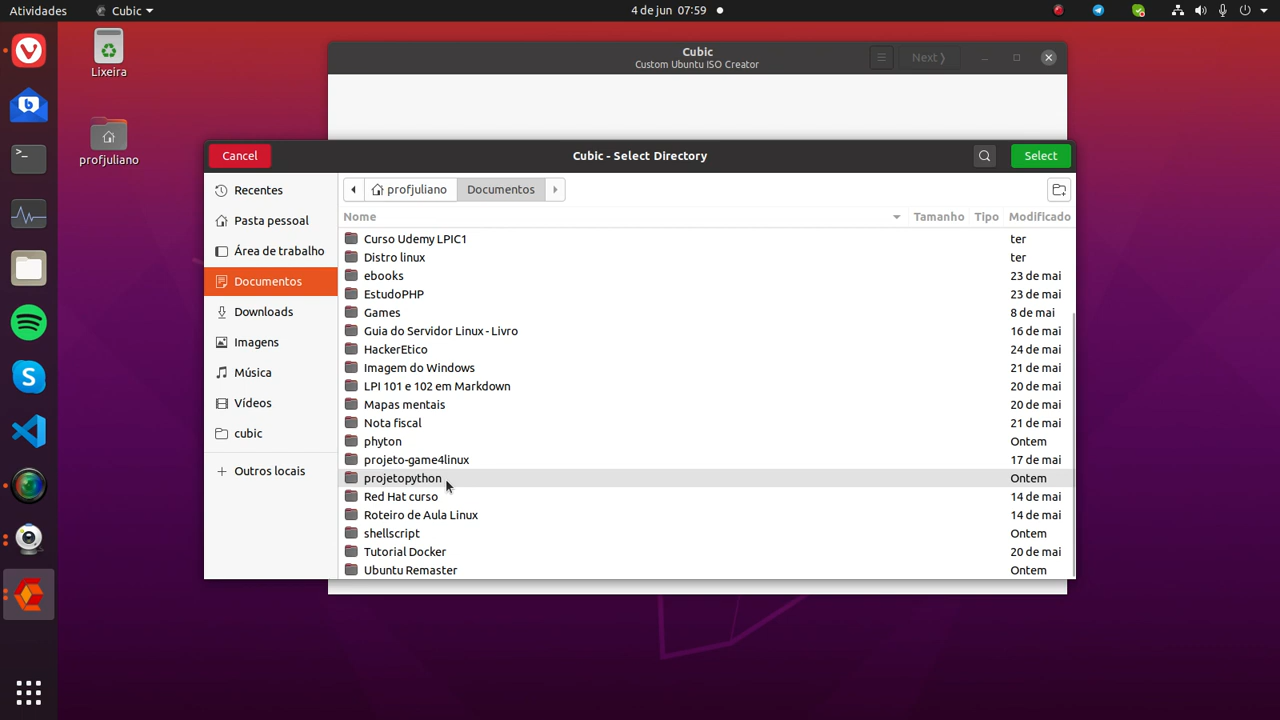 Atividades
Cubic
4 de jun 07:59
Lixeira
profjuliano
Cubic
Custom Ubuntu ISO Creator
Next
Cancel
Cubic - Select Directory
Select
profjuliano
Documentos
Recentes
Pasta pessoal
Área de trabalho
Documentos
Downloads
Imagens
Música
Vídeos
cubic
Outros locais
Nome Tamanho Tipo Modificado
Curso Udemy LPIC1 ter
Distro linux ter
ebooks 23 de mai
EstudoPHP 23 de mai
Games 8 de mai
Guia do Servidor Linux - Livro 16 de mai
HackerEtico 24 de mai
Imagem do Windows 21 de mai
LPI 101 e 102 em Markdown 20 de mai
Mapas mentais 20 de mai
Nota fiscal 21 de mai
phyton Ontem
projeto-game4linux 17 de mai
projetopython Ontem
Red Hat curso 14 de mai
Roteiro de Aula Linux 14 de mai
shellscript Ontem
Tutorial Docker 20 de mai
Ubuntu Remaster Ontem